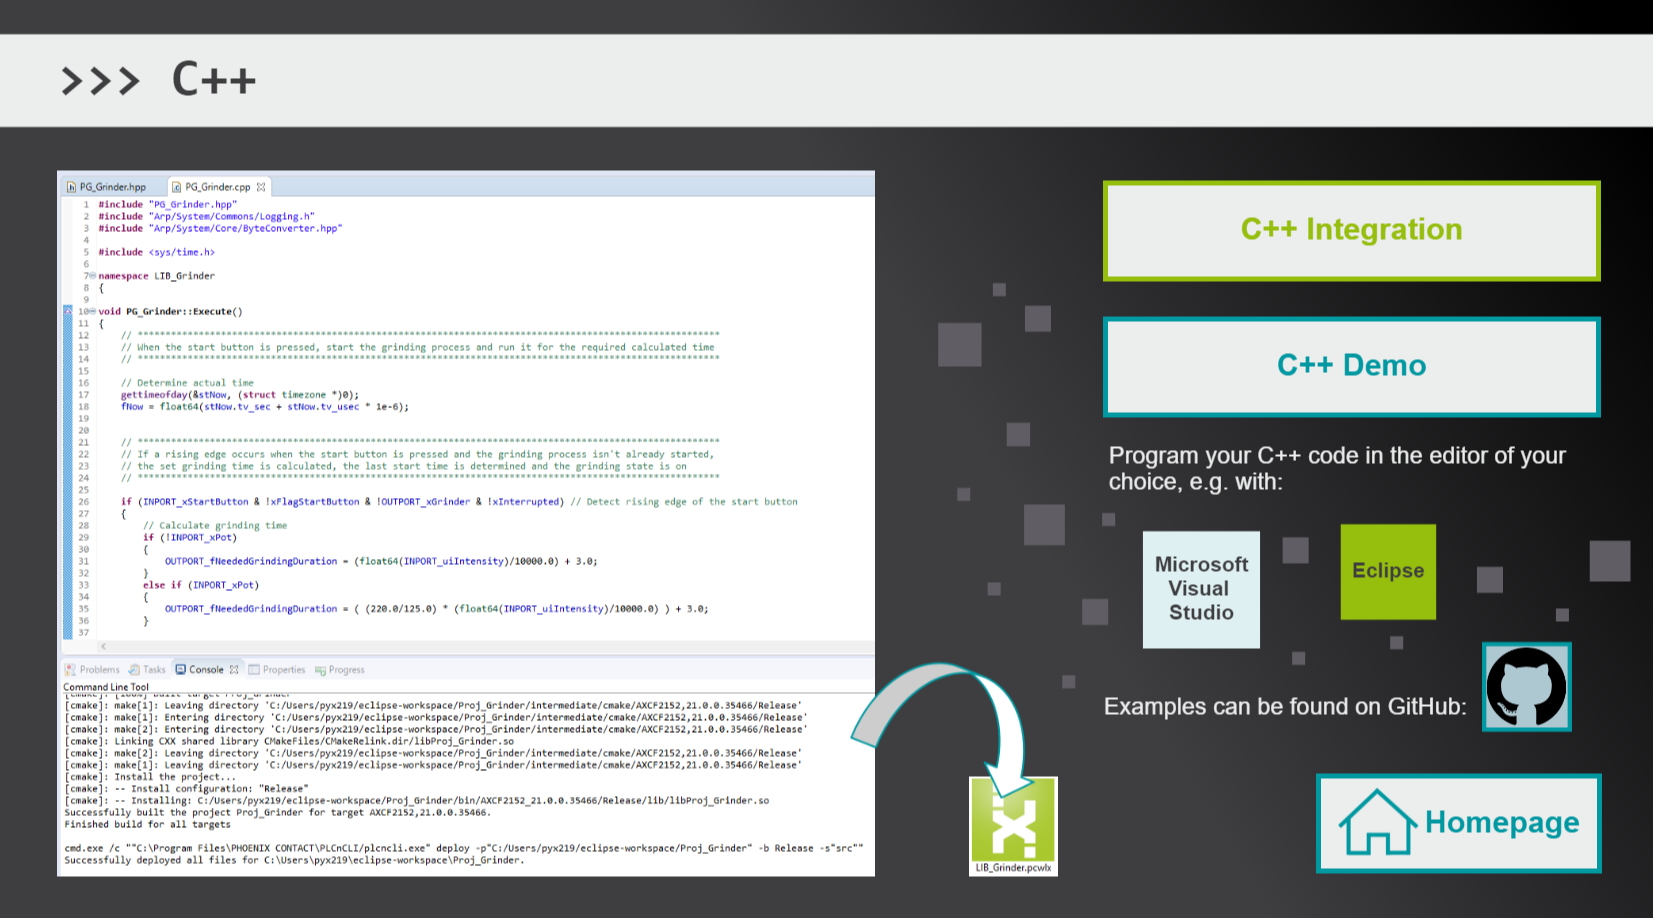 >>> C++
PG_Grinder.hpp PG_Grinder.cpp
1 #include "PG_Grinder.hpp"
2 #include "Arp/System/Commons/Logging.h"
3 #include "Arp/System/Core/ByteConverter.hpp"
4
5 #include <sys/time.h>
6
7 namespace LIB_Grinder
8 {
9
10 void PG_Grinder::Execute()
11 {
12 // *********************************************************************************************************
13 // When the start button is pressed, start the grinding process and run it for the required calculated time
14 // *********************************************************************************************************
15
16 // Determine actual time
17 gettimeofday(&stNow, (struct timezone *)0);
18 fNow = float64(stNow.tv_sec + stNow.tv_usec * 1e-6);
19
20
21 // *********************************************************************************************************
22 // If a rising edge occurs when the start button is pressed and the grinding process isn't already started,
23 // the set grinding time is calculated, the last start time is determined and the grinding state is on
24 // *********************************************************************************************************
25
26 if (INPORT_xStartButton & !xFlagStartButton & !OUTPORT_xGrinder & !xInterrupted) // Detect rising edge of the start button
27 {
28 // Calculate grinding time
29 if (!INPORT_xPot)
30 {
31 OUTPORT_fNeededGrindingDuration = (float64(INPORT_uiIntensity)/10000.0) + 3.0;
32 }
33 else if (INPORT_xPot)
34 {
35 OUTPORT_fNeededGrindingDuration = ( (220.0/125.0) * (float64(INPORT_uiIntensity)/10000.0) ) + 3.0;
36 }
37
Problems Tasks Console Properties Progress
Command Line Tool
[cmake]: [100%] Built target Proj_Grinder
[cmake]: make[1]: Leaving directory 'C:/Users/pyx219/eclipse-workspace/Proj_Grinder/intermediate/cmake/AXCF2152,21.0.0.35466/Release'
[cmake]: make[1]: Entering directory 'C:/Users/pyx219/eclipse-workspace/Proj_Grinder/intermediate/cmake/AXCF2152,21.0.0.35466/Release'
[cmake]: make[2]: Entering directory 'C:/Users/pyx219/eclipse-workspace/Proj_Grinder/intermediate/cmake/AXCF2152,21.0.0.35466/Release'
[cmake]: Linking CXX shared library CMakeFiles/CMakeRelink.dir/libProj_Grinder.so
[cmake]: make[2]: Leaving directory 'C:/Users/pyx219/eclipse-workspace/Proj_Grinder/intermediate/cmake/AXCF2152,21.0.0.35466/Release'
[cmake]: make[1]: Leaving directory 'C:/Users/pyx219/eclipse-workspace/Proj_Grinder/intermediate/cmake/AXCF2152,21.0.0.35466/Release'
[cmake]: Install the project...
[cmake]: -- Install configuration: "Release"
[cmake]: -- Installing: C:/Users/pyx219/eclipse-workspace/Proj_Grinder/bin/AXCF2152_21.0.0.35466/Release/lib/libProj_Grinder.so
Successfully built the project Proj_Grinder for target AXCF2152,21.0.0.35466.
Finished build for all targets
cmd.exe /c ""C:\Program Files\PHOENIX CONTACT\PLCnCLI/plcncli.exe" deploy -p"C:/Users/pyx219/eclipse-workspace/Proj_Grinder" -b Release -s"src""
Successfully deployed all files for C:\Users\pyx219\eclipse-workspace\Proj_Grinder.
LIB_Grinder.pcwlx
C++ Integration
C++ Demo
Program your C++ code in the editor of your
choice, e.g. with:
Microsoft
Visual
Studio
Eclipse
Examples can be found on GitHub:
Homepage